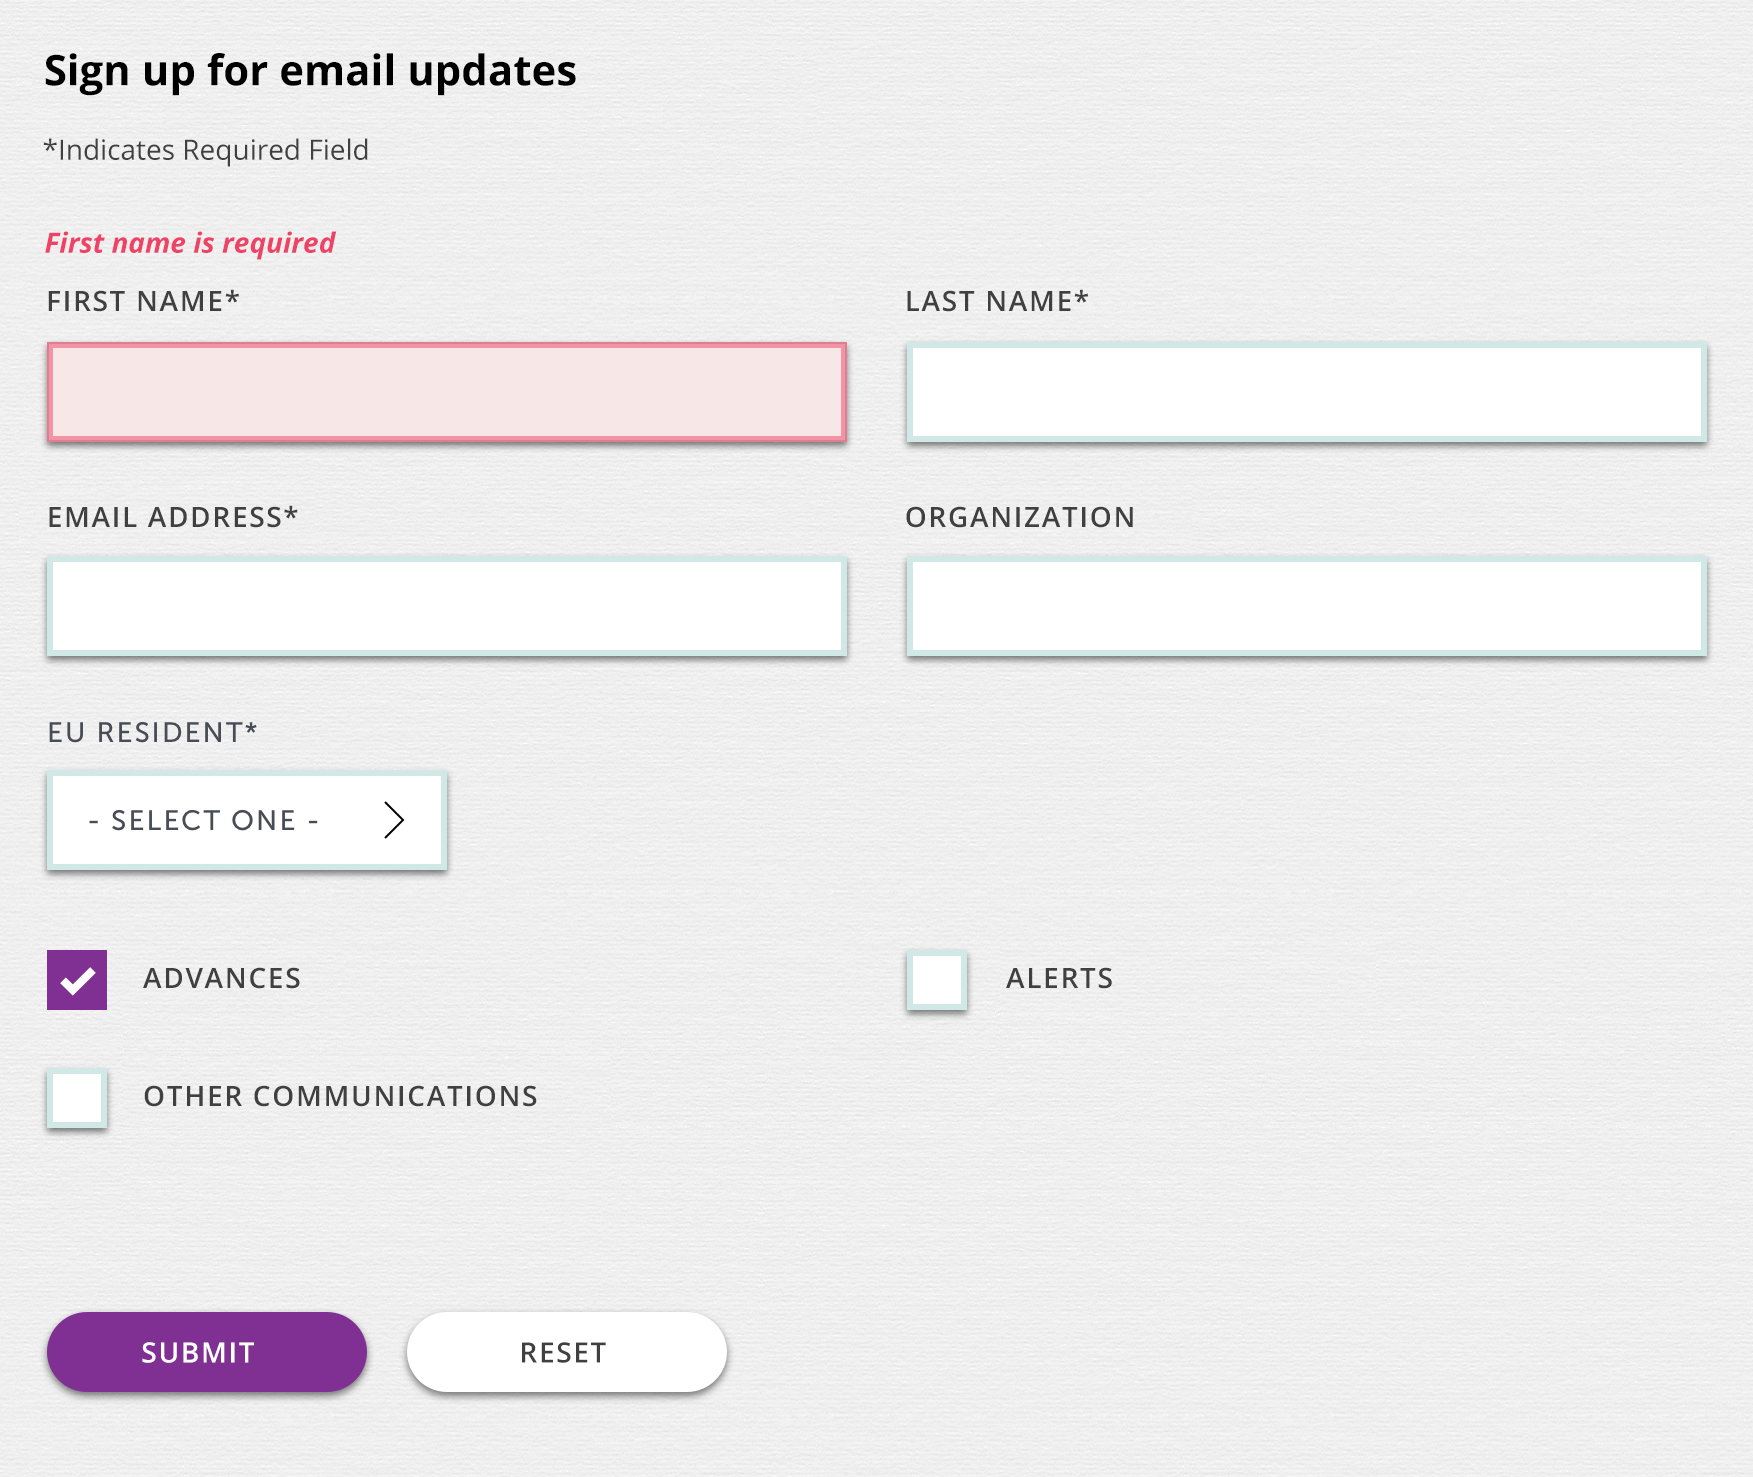 Sign up for email updates
*Indicates Required Field
First name is required
FIRST NAME*
LAST NAME*
EMAIL ADDRESS*
ORGANIZATION
EU RESIDENT*
- SELECT ONE -
ADVANCES
ALERTS
OTHER COMMUNICATIONS
SUBMIT
RESET